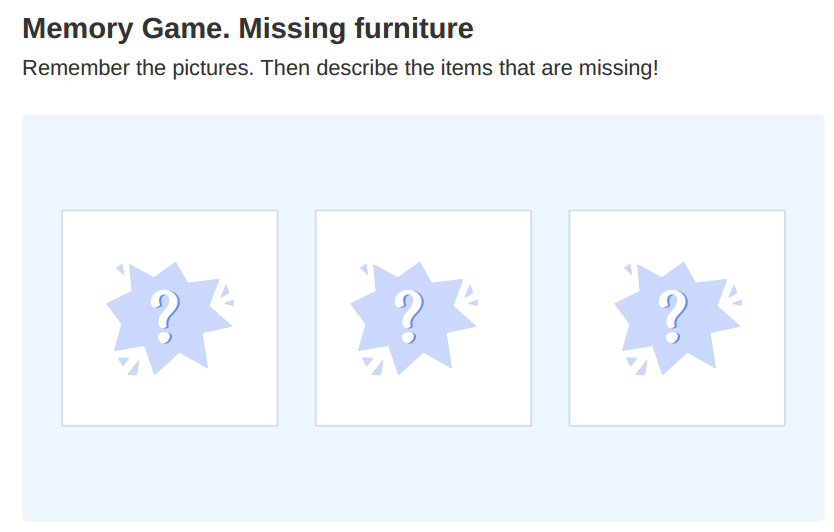 Memory Game. Missing furniture
Remember the pictures. Then describe the items that are missing!
? ? ?